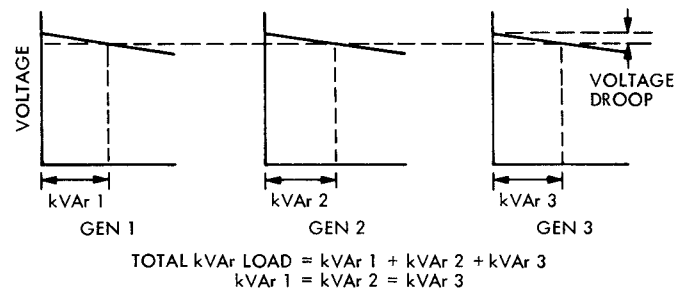 VOLTAGE
VOLTAGE
DROOP
kVAr 1
kVAr 2
kVAr 3
GEN 1
GEN 2
GEN 3
TOTAL kVAr LOAD = kVAr 1 + kVAr 2 + kVAr 3
kVAr 1 = kVAr 2 = kVAr 3